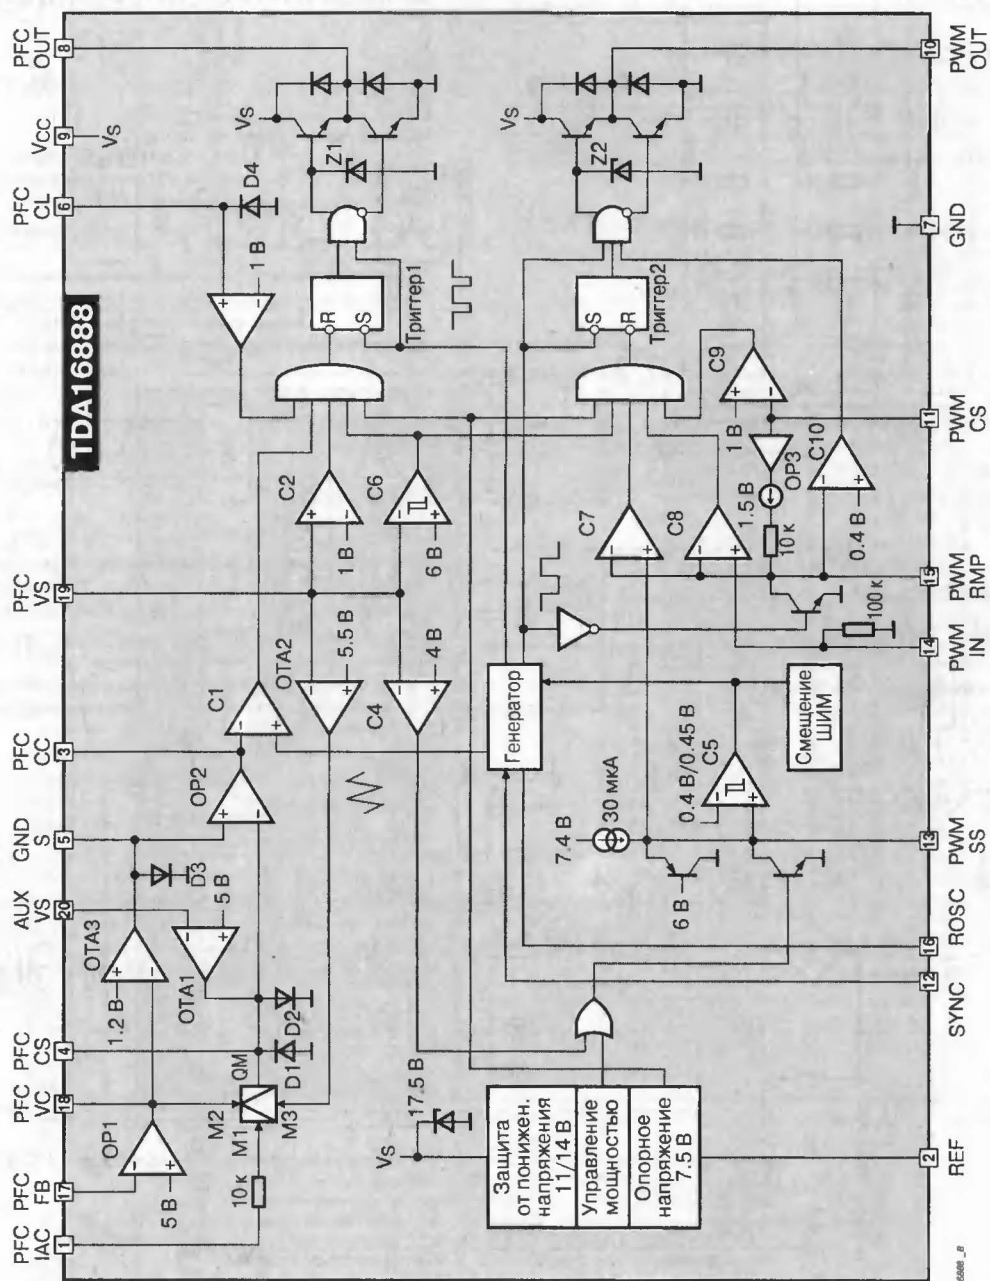 TDA16888
PFC IAC
1
PFC FB
17
PFC VC
18
PFC CS
4
AUX VS
20
GND S
5
PFC CC
3
PFC VS
19
PFC CL
6
VCC
9
PFC OUT
8
OP1
5 В
10 к
M2
M1
M3
QM
D1
D2
1.2 В
OTA3
OTA1
5 В
D3
OP2
C1
OTA2
5.5 В
C4
4 В
C2
1 В
C6
6 В
D4
1 В
R
S
Триггер1
VS
VS
Z1
VS
17.5 В
Защита
от понижен.
напряжения
11/14 В
Управление
мощностью
Опорное
напряжение
7.5 В
7.4 В
30 мкА
6 В
0.4 В/0.45 В
C5
Генератор
Смещение
ШИМ
C7
C8
1.5 В
10 к
OP3
100 к
0.4 В
C10
1 В
C9
S
R
Триггер2
VS
Z2
2
REF
12
SYNC
16
ROSC
13
PWM SS
14
PWM IN
15
PWM RMP
11
PWM CS
7
GND
10
PWM OUT